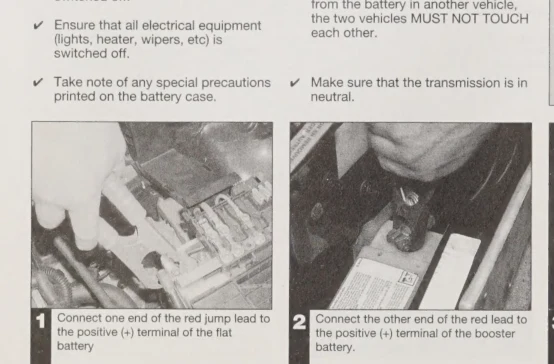 ✔ Ensure that all electrical equipment
(lights, heater, wipers, etc) is
switched off.
✔ Take note of any special precautions
printed on the battery case.
from the battery in another vehicle,
the two vehicles MUST NOT TOUCH
each other.
✔ Make sure that the transmission is in
neutral.
1 Connect one end of the red jump lead to
the positive (+) terminal of the flat
battery
2 Connect the other end of the red lead to
the positive (+) terminal of the booster
battery.